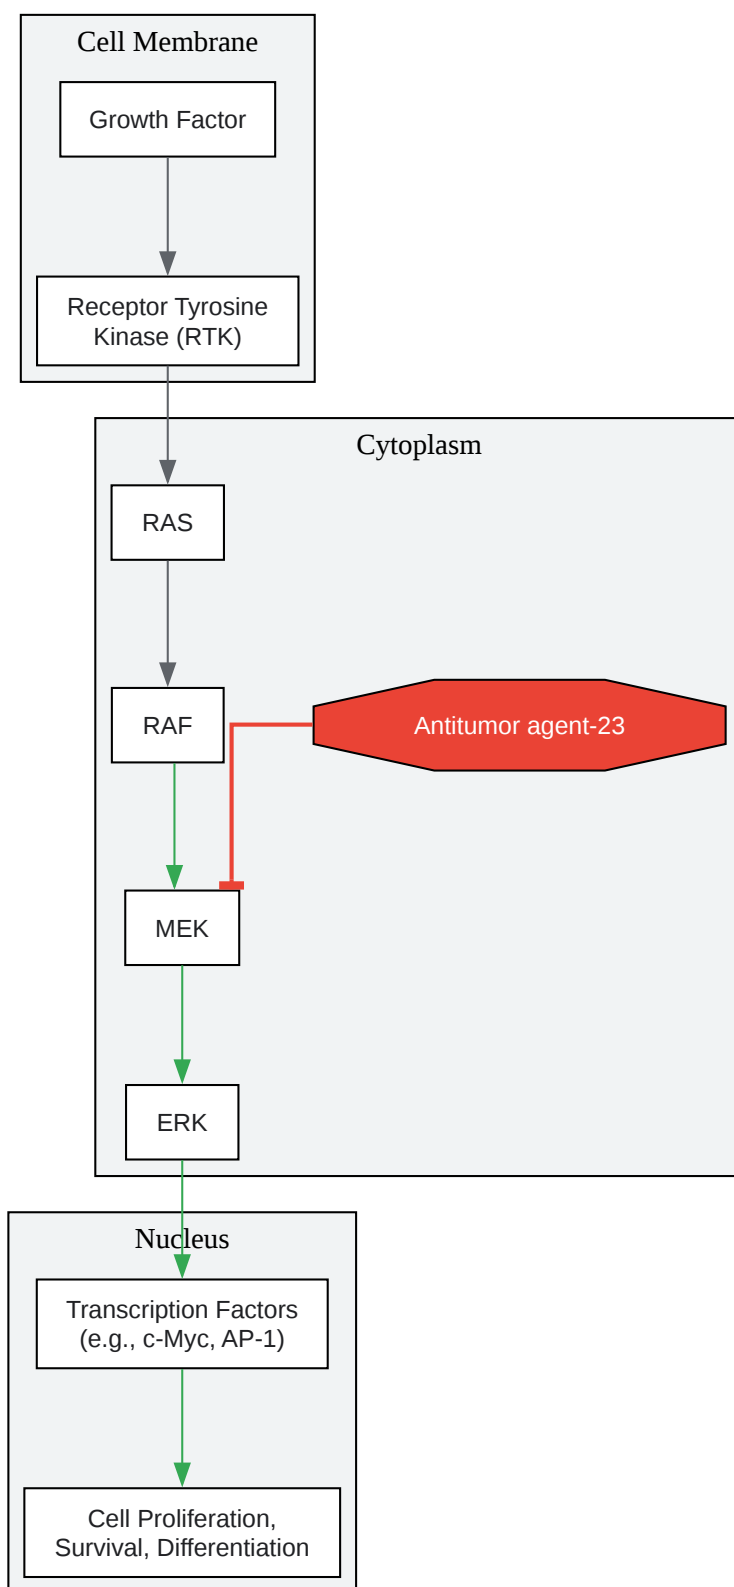 Cell Membrane
Growth Factor
Receptor Tyrosine
Kinase (RTK)
Cytoplasm
RAS
RAF
Antitumor agent-23
MEK
ERK
Nucleus
Transcription Factors
(e.g., c-Myc, AP-1)
Cell Proliferation,
Survival, Differentiation